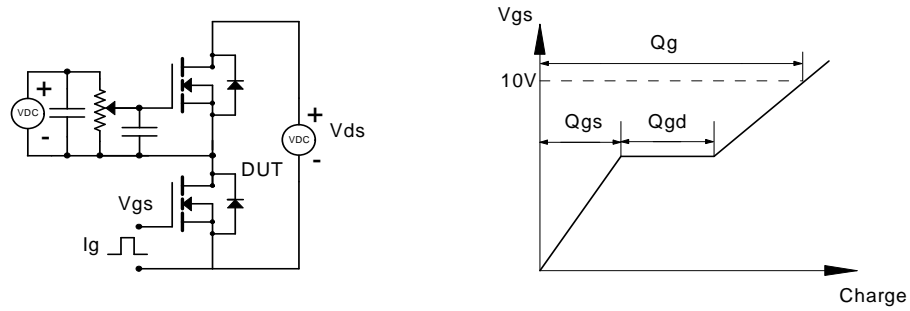 +
VDC
-
+
VDC
-
Vds
DUT
Vgs
Ig
Vgs
Qg
10V
Qgs
Qgd
Charge